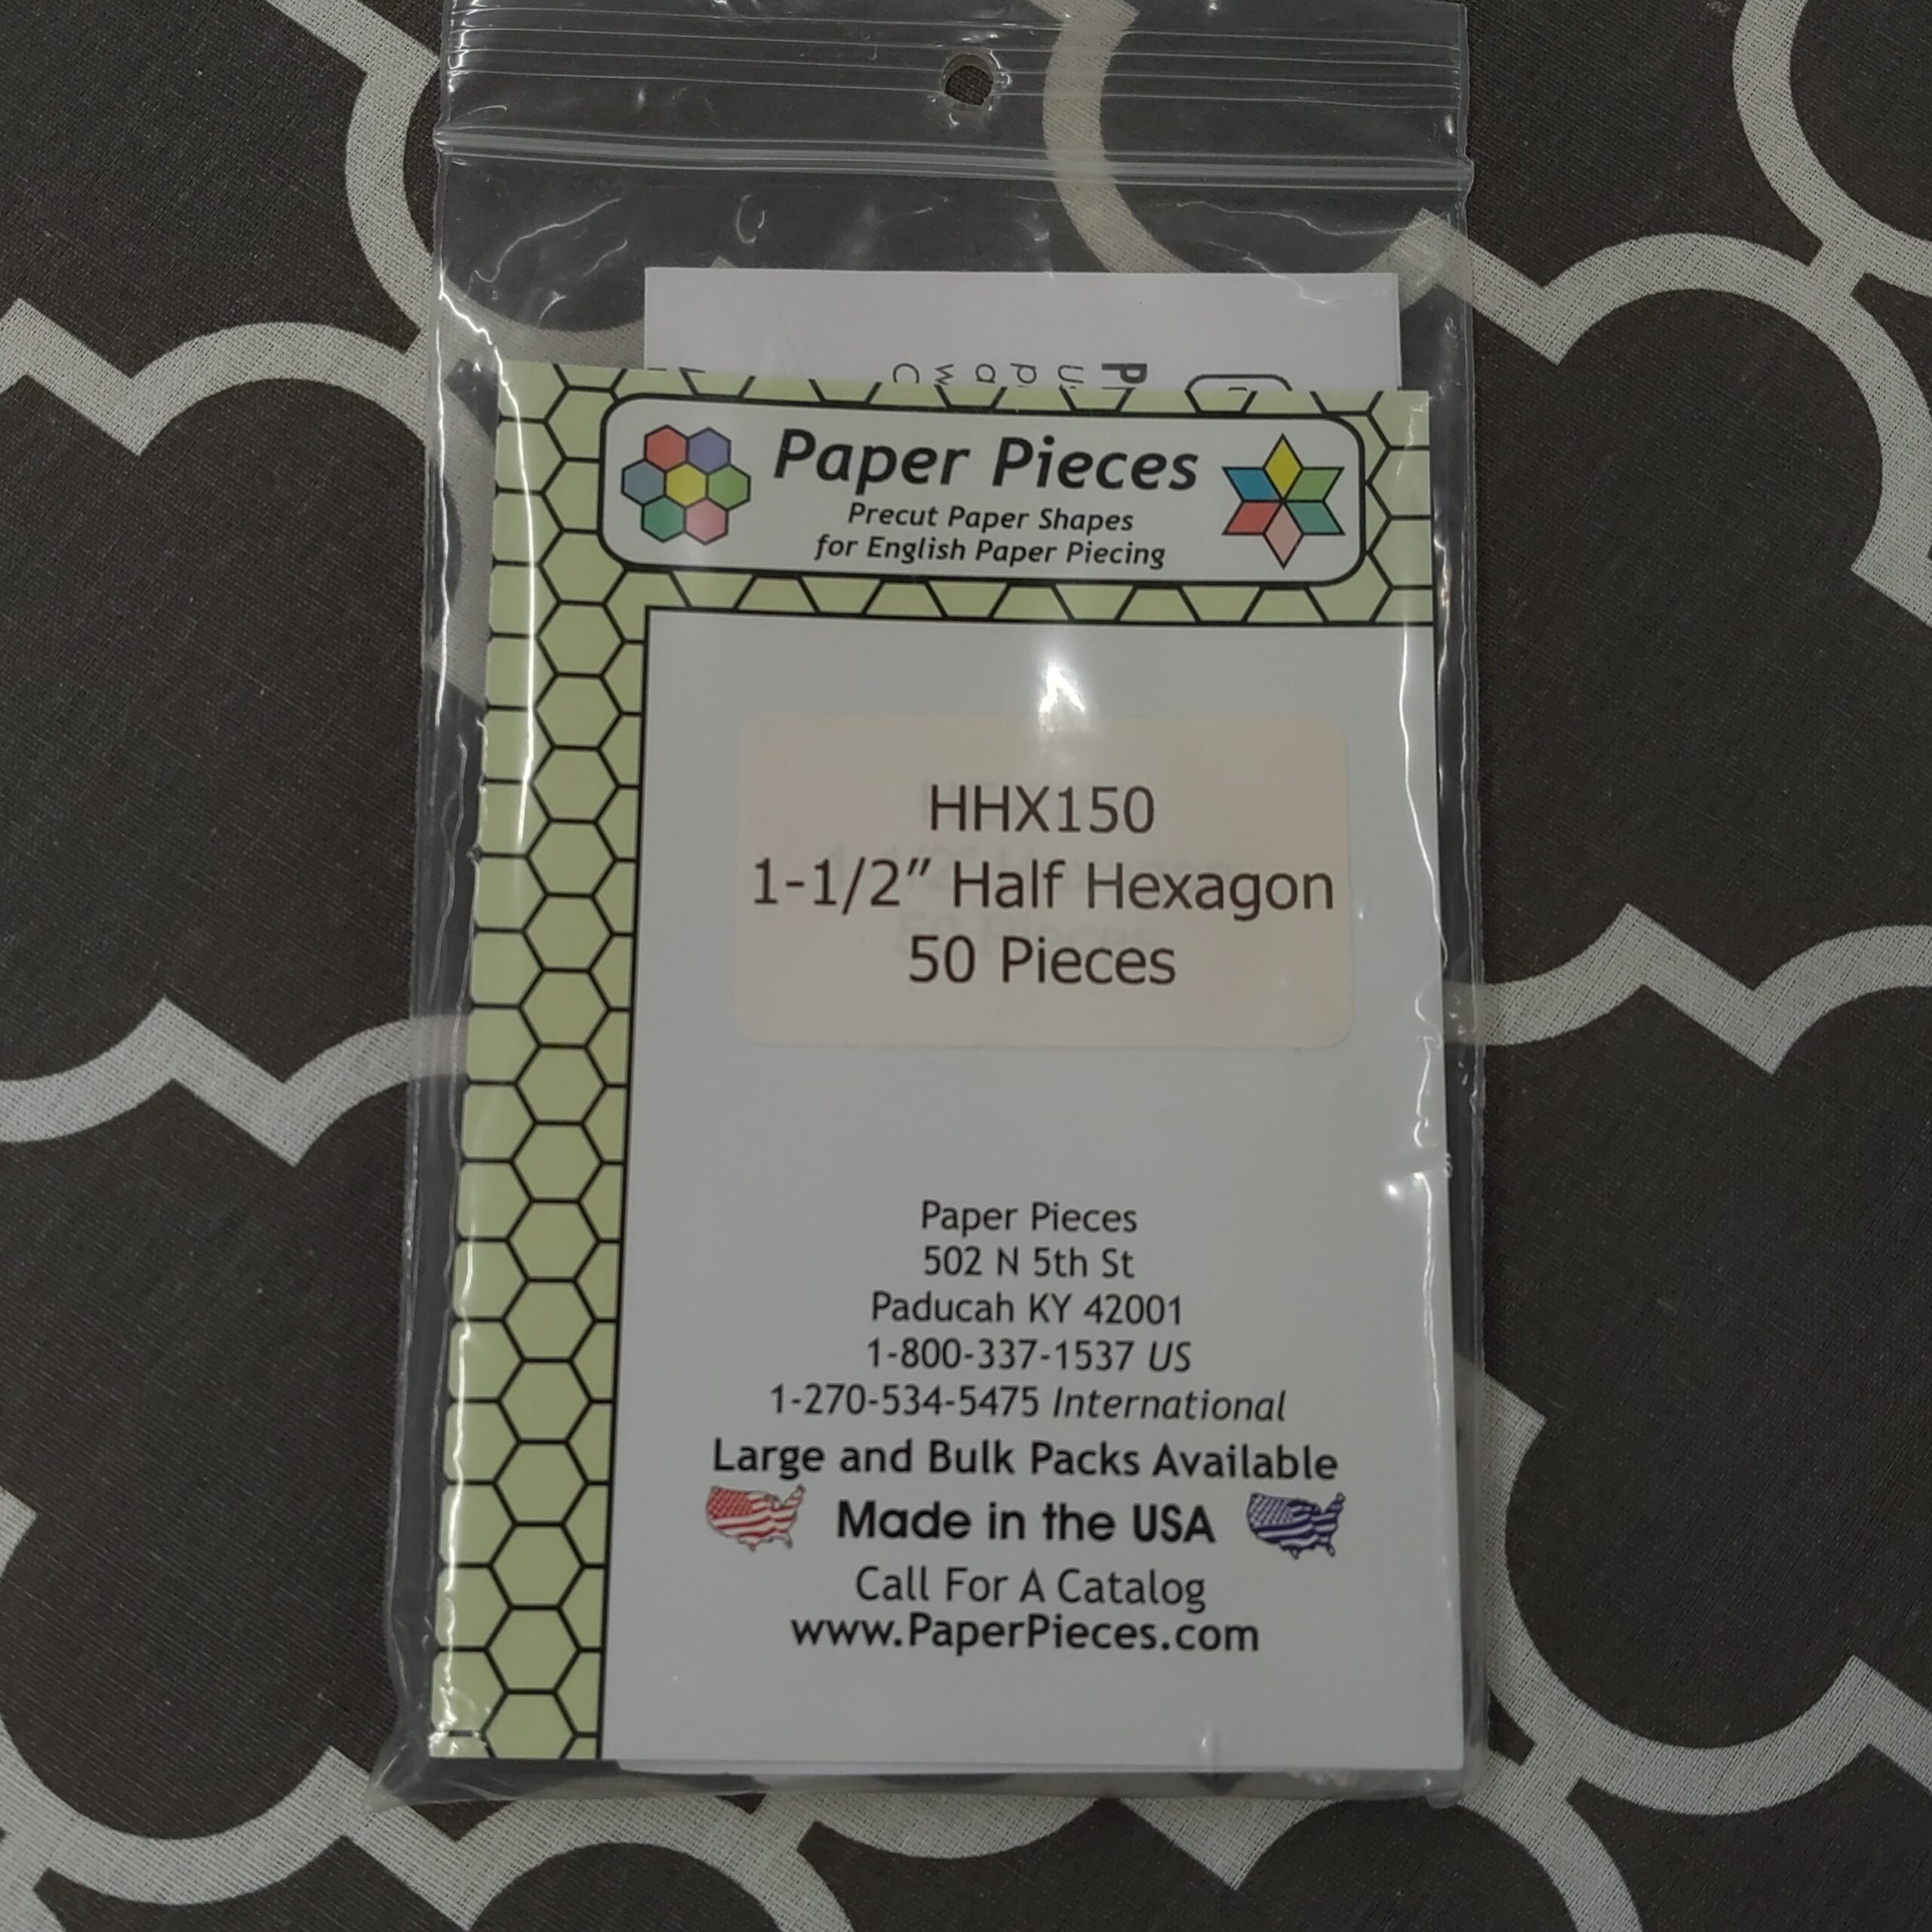 Paper Pieces
Precut Paper Shapes
for English Paper Piecing
HHX150
1-1/2" Half Hexagon
50 Pieces
Paper Pieces
502 N 5th St
Paducah KY 42001
1-800-337-1537 US
1-270-534-5475 International
Large and Bulk Packs Available
Made in the USA
Call For A Catalog
www.PaperPieces.com